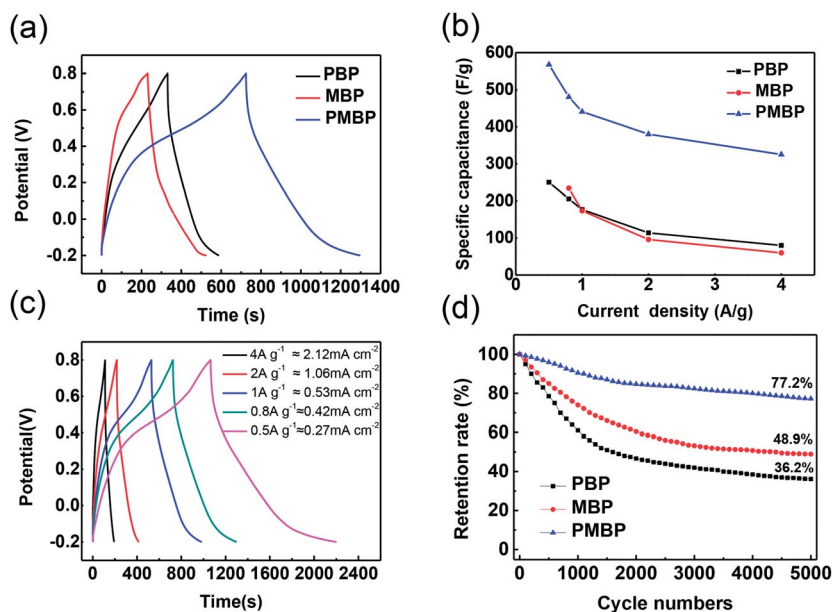 (a)
0.8
0.6
0.4
0.2
0.0
-0.2
Potential (V)
PBP
MBP
PMBP
0 200 400 600 800 1000 1200 1400
Time (s)
(b)
600
500
400
300
200
100
0
Specific capacitance (F/g)
PBP
MBP
PMBP
0 1 2 3 4
Current density (A/g)
(c)
0.8
0.6
0.4
0.2
0.0
-0.2
Potential(V)
4A g⁻¹ ≈ 2.12mA cm⁻²
2A g⁻¹ ≈ 1.06mA cm⁻²
1A g⁻¹ ≈ 0.53mA cm⁻²
0.8A g⁻¹≈0.42mA cm⁻²
0.5A g⁻¹≈0.27mA cm⁻²
0 400 800 1200 1600 2000 2400
Time(s)
(d)
100
80
60
40
20
0
Retention rate (%)
77.2%
48.9%
36.2%
PBP
MBP
PMBP
0 1000 2000 3000 4000 5000
Cycle numbers